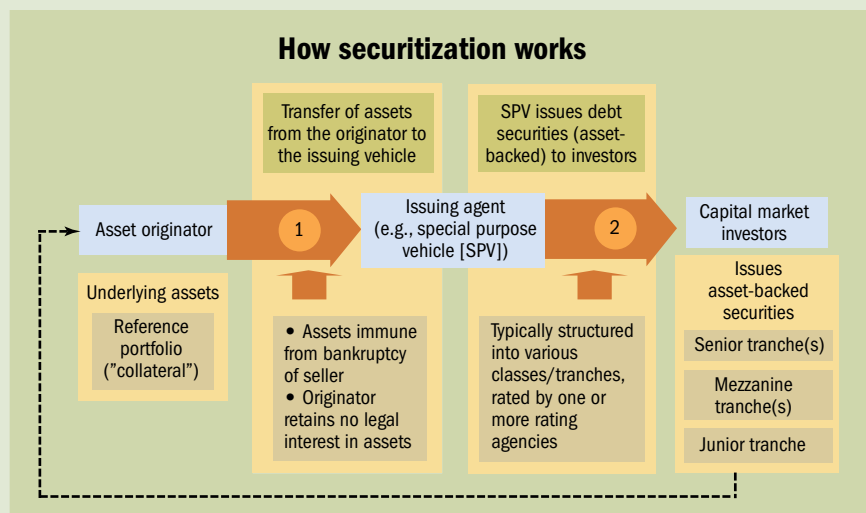 How securitization works
Transfer of assets
from the originator to
the issuing vehicle
SPV issues debt
securities (asset-
backed) to investors
Asset originator
1
Issuing agent
(e.g., special purpose
vehicle [SPV])
2
Capital market
investors
Underlying assets
Reference
portfolio
("collateral")
• Assets immune
from bankruptcy
of seller
• Originator
retains no legal
interest in assets
Typically structured
into various
classes/tranches,
rated by one or
more rating
agencies
Issues
asset-backed
securities
Senior tranche(s)
Mezzanine
tranche(s)
Junior tranche